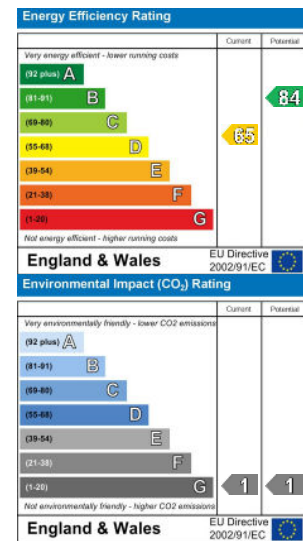 Energy Efficiency Rating
Current Potential
Very energy efficient - lower running costs
(92 plus) A
(81-91) B
84
(69-80) C
65
(55-68) D
(39-54) E
(21-38) F
(1-20) G
Not energy efficient - higher running costs
England & Wales EU Directive 2002/91/EC
Environmental Impact (CO₂) Rating
Current Potential
Very environmentally friendly - lower CO2 emissions
(92 plus) A
(81-91) B
(69-80) C
(55-68) D
(39-54) E
(21-38) F
(1-20) G 1 1
Not environmentally friendly - higher CO2 emissions
England & Wales EU Directive 2002/91/EC